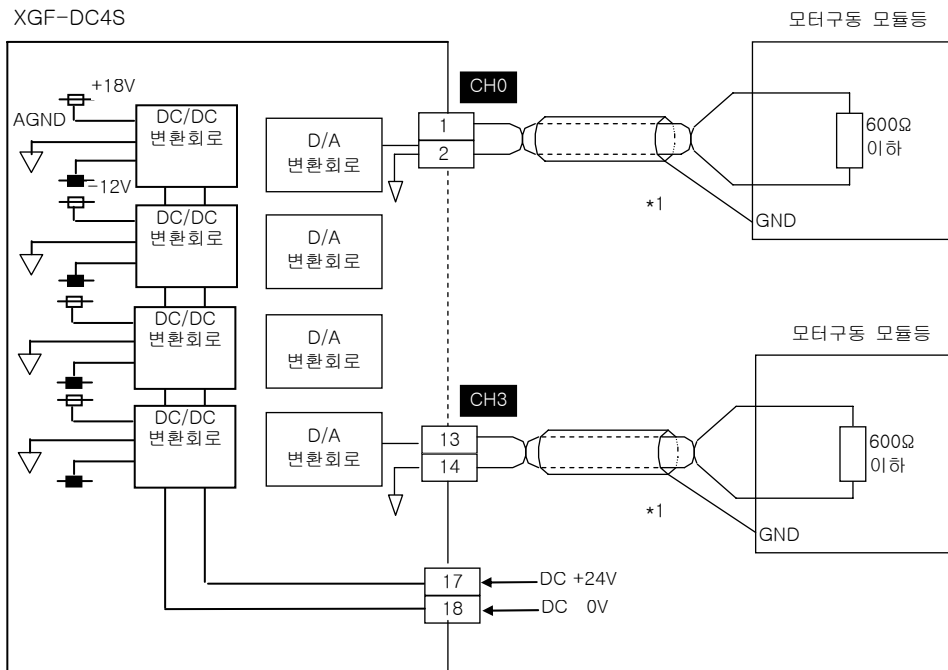 XGF-DC4S
모터구동 모듈등
+18V
CH0
AGND
DC/DC
변환회로
D/A
변환회로
1
2
600Ω
이하
-12V
*1
GND
DC/DC
변환회로
D/A
변환회로
DC/DC
변환회로
D/A
변환회로
모터구동 모듈등
CH3
DC/DC
변환회로
D/A
변환회로
13
14
600Ω
이하
*1
GND
17
DC +24V
18
DC 0V